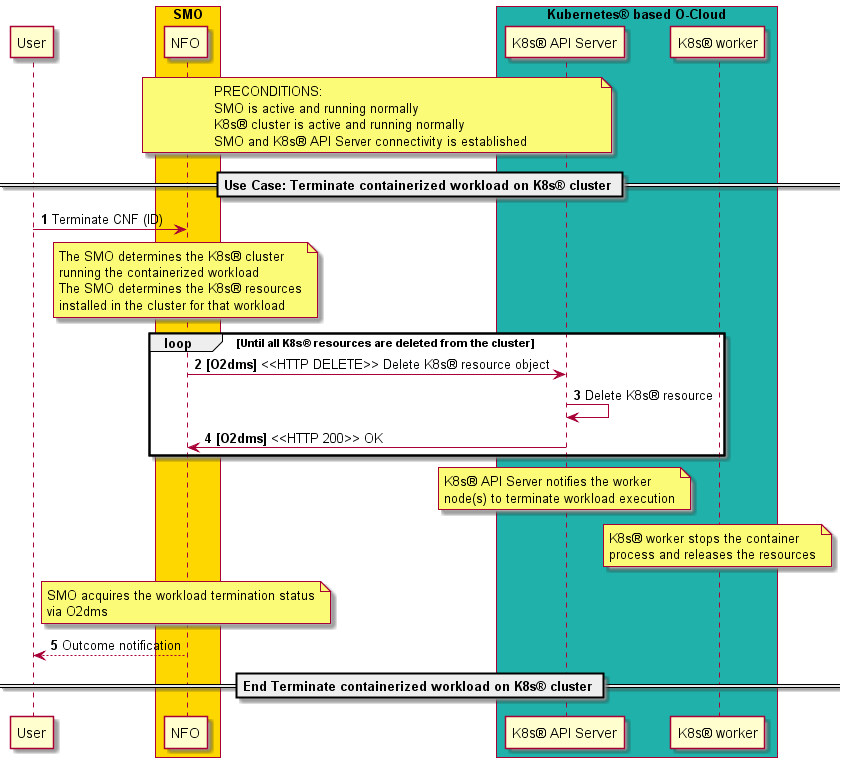 SMO
Kubernetes® based O-Cloud
User
NFO
K8s® API Server
K8s® worker
PRECONDITIONS:
SMO is active and running normally
K8s® cluster is active and running normally
SMO and K8s® API Server connectivity is established
Use Case: Terminate containerized workload on K8s® cluster
1 Terminate CNF (ID)
The SMO determines the K8s® cluster
running the containerized workload
The SMO determines the K8s® resources
installed in the cluster for that workload
loop [Until all K8s® resources are deleted from the cluster]
2 [O2dms] <<HTTP DELETE>> Delete K8s® resource object
3 Delete K8s® resource
4 [O2dms] <<HTTP 200>> OK
K8s® API Server notifies the worker
node(s) to terminate workload execution
K8s® worker stops the container
process and releases the resources
SMO acquires the workload termination status
via O2dms
5 Outcome notification
End Terminate containerized workload on K8s® cluster
User
NFO
K8s® API Server
K8s® worker